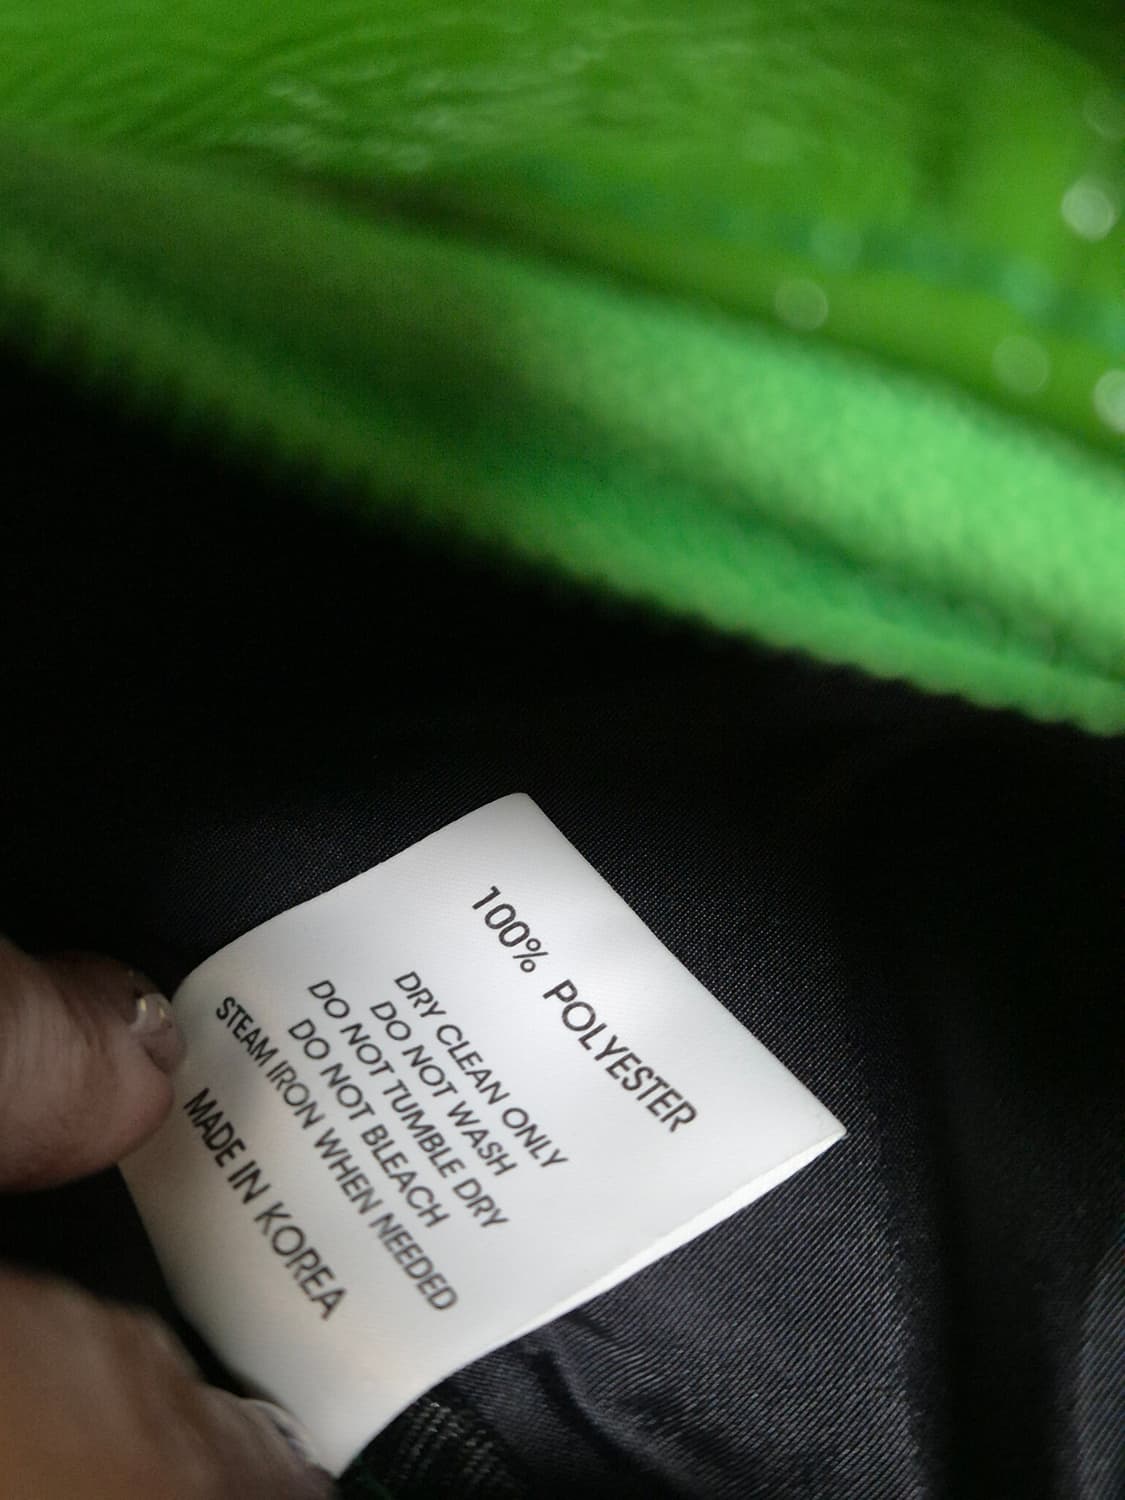 100% POLYESTER
DRY CLEAN ONLY
DO NOT WASH
DO NOT TUMBLE DRY
DO NOT BLEACH
STEAM IRON WHEN NEEDED
MADE IN KOREA